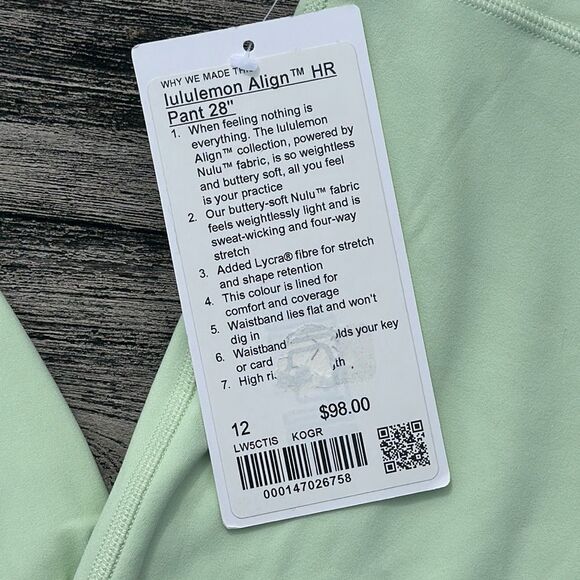 WHY WE MADE
lululemon Align™ HR
Pant 28"
1. When feeling nothing is
everything. The lululemon
Align™ collection, powered by
Nulu™ fabric, is so weightless
and buttery soft, all you feel
is your practice
2. Our buttery-soft Nulu™ fabric
feels weightlessly light and is
sweat-wicking and four-way
stretch
3. Added Lycra® fibre for stretch
and shape retention
4. This colour is lined for
comfort and coverage
5. Waistband lies flat and won't
dig in
6. Waistband your key
or card
7. High
12 $98.00
LW5CTIS KOGR
000147026758